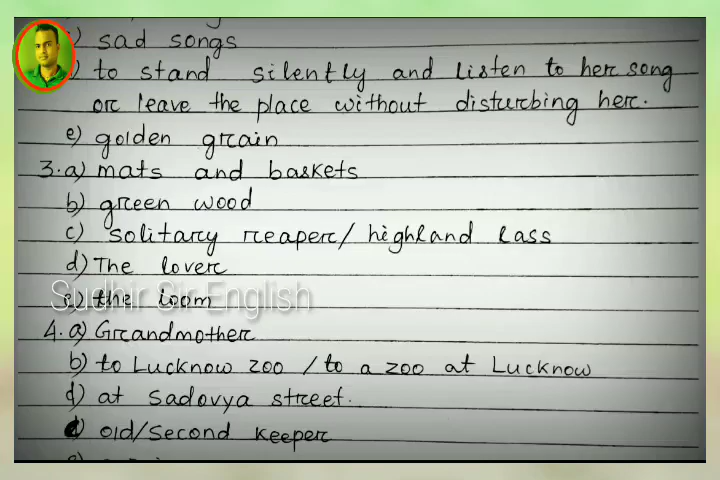 sad songs
to stand silently and listen to her song
or leave the place without disturbing her.
e) golden grain
3. a) mats and baskets
b) green wood
c) solitary reaper/ highland lass
d) The lover
Sudhir Sir English
e) the loom
4. a) Grandmother
b) to Lucknow zoo / to a zoo at Lucknow
d) at Sadovya street.
d) old/second keeper